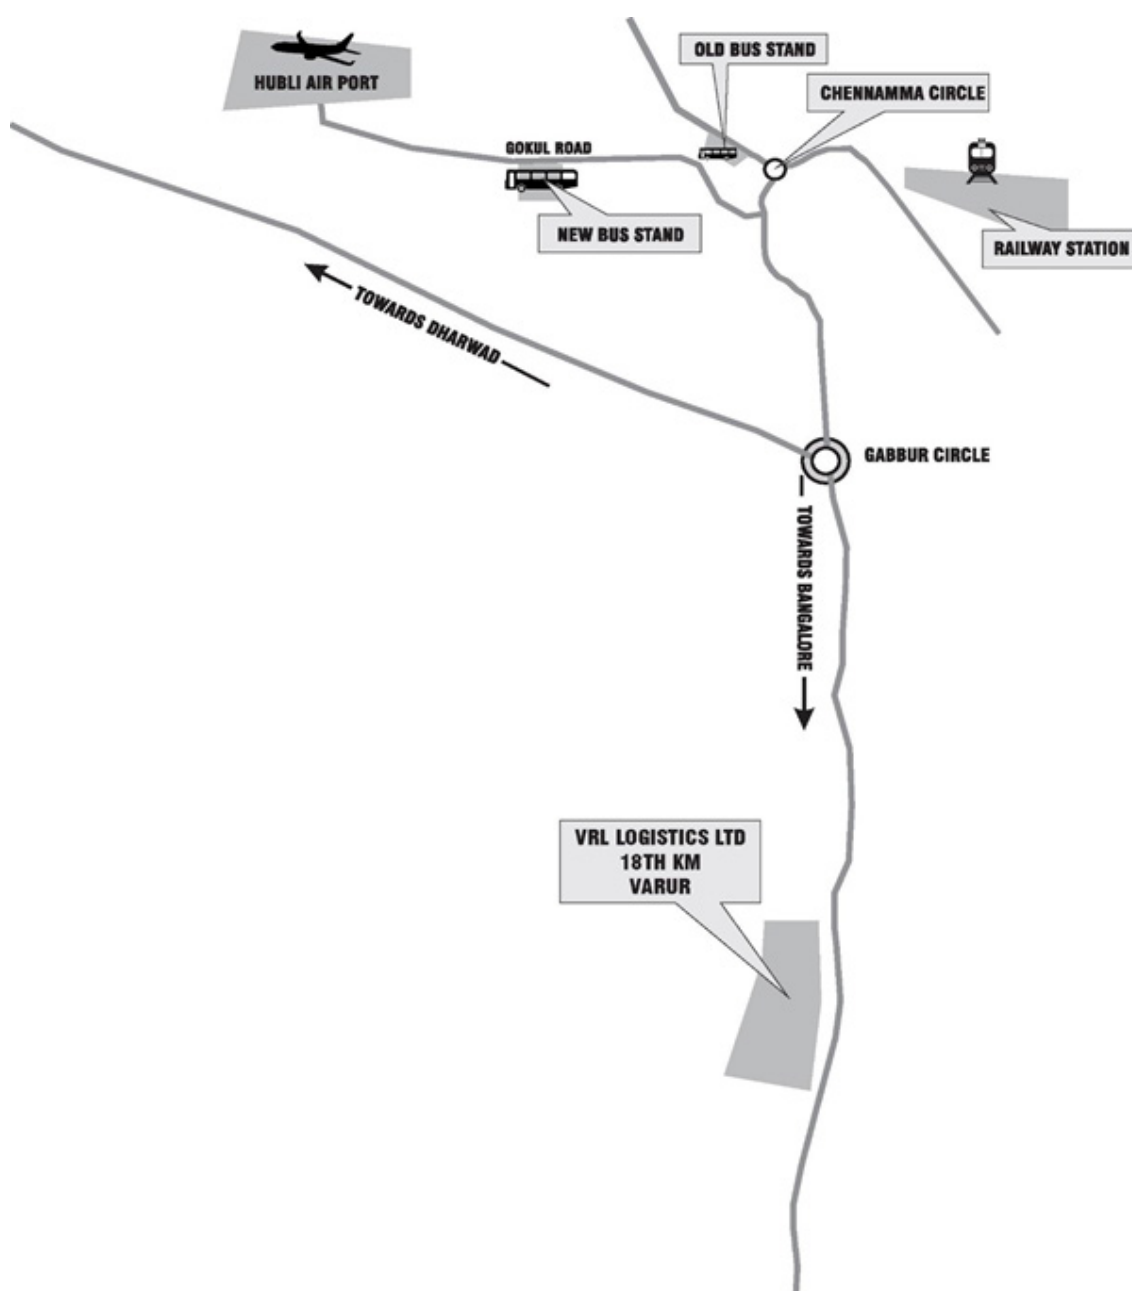 OLD BUS STAND
HUBLI AIR PORT
CHENNAMMA CIRCLE
GOKUL ROAD
NEW BUS STAND
RAILWAY STATION
TOWARDS DHARWAD
GABBUR CIRCLE
TOWARDS BANGALORE
VRL LOGISTICS LTD
18TH KM
VARUR